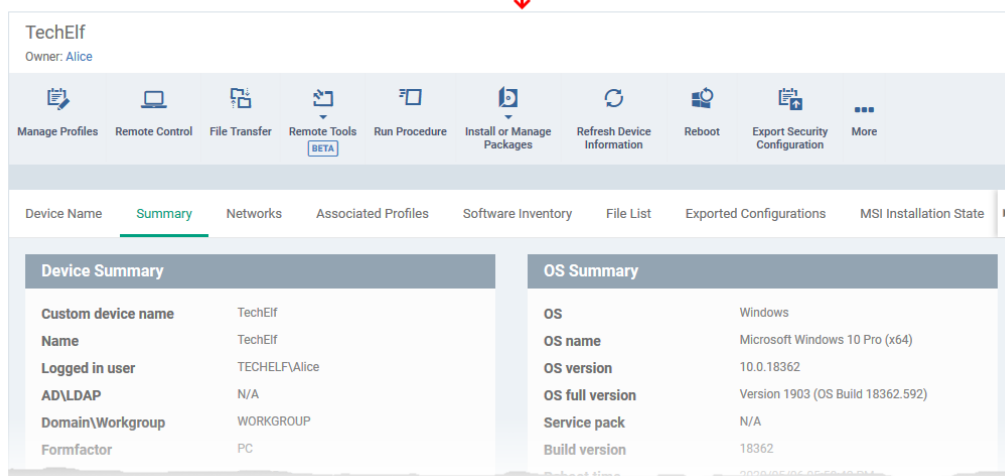 TechElf
Owner: Alice
Manage Profiles
Remote Control
File Transfer
Remote Tools
BETA
Run Procedure
Install or Manage
Packages
Refresh Device
Information
Reboot
Export Security
Configuration
More
Device Name
Summary
Networks
Associated Profiles
Software Inventory
File List
Exported Configurations
MSI Installation State
Device Summary
Custom device name TechElf
Name TechElf
Logged in user TECHELF\Alice
AD\LDAP N/A
Domain\Workgroup WORKGROUP
Formfactor PC
OS Summary
OS Windows
OS name Microsoft Windows 10 Pro (x64)
OS version 10.0.18362
OS full version Version 1903 (OS Build 18362.592)
Service pack N/A
Build version 18362